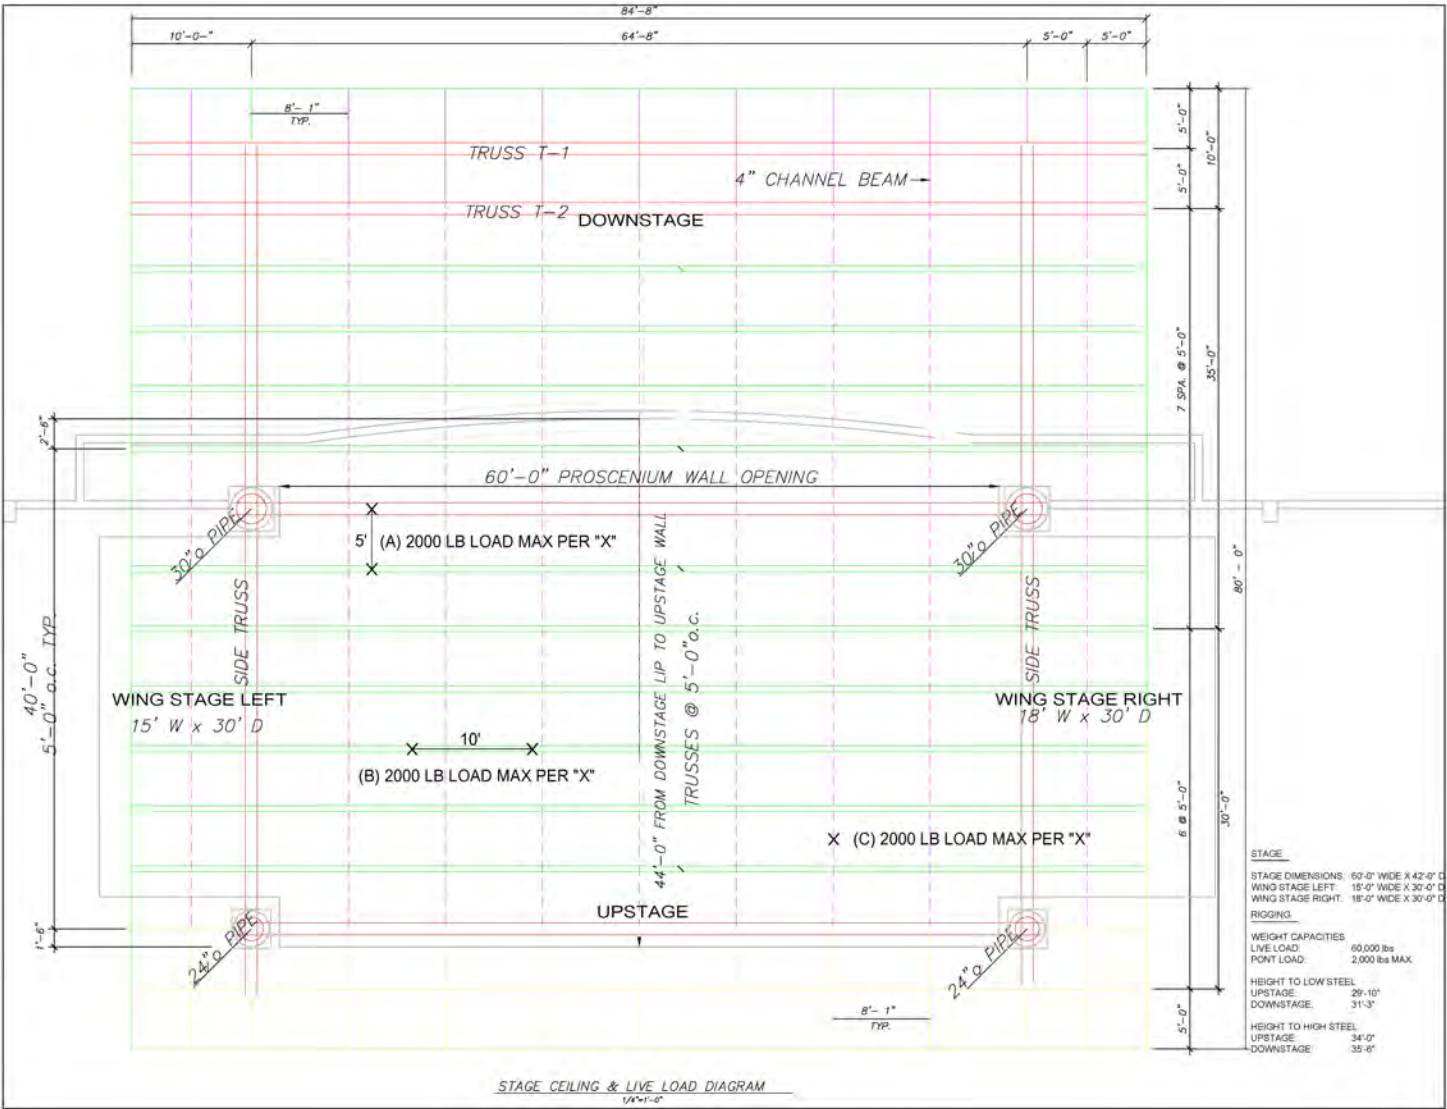 84'-8"
10'-0-"
64'-8"
5'-0"
5'-0"
8'- 1"
TYP.
5'-0"
10'-0"
5'-0"
TRUSS T-1
4" CHANNEL BEAM
TRUSS T-2
DOWNSTAGE
7 SPA. @ 5'-0"
35'-0"
2'-6"
60'-0" PROSCENIUM WALL OPENING
30"o PIPE
5'
(A) 2000 LB LOAD MAX PER "X"
30"o PIPE
80' - 0"
SIDE TRUSS
44'-0" FROM DOWNSTAGE LIP TO UPSTAGE WALL
TRUSSES @ 5'-0"o.c.
SIDE TRUSS
40'-0"
5'-0" o.c. TYP.
WING STAGE LEFT
15' W x 30' D
WING STAGE RIGHT
18' W x 30' D
10'
(B) 2000 LB LOAD MAX PER "X"
6 @ 5'-0"
30'-0"
X (C) 2000 LB LOAD MAX PER "X"
UPSTAGE
1'-6"
24"o PIPE
24"o PIPE
8'- 1"
TYP.
5'-0"
STAGE
STAGE DIMENSIONS: 60'-0" WIDE X 42'-0" D
WING STAGE LEFT: 15'-0" WIDE X 30'-0" D
WING STAGE RIGHT: 18'-0" WIDE X 30'-0" D
RIGGING
WEIGHT CAPACITIES
LIVE LOAD: 60,000 lbs
PONT LOAD: 2,000 lbs MAX.
HEIGHT TO LOW STEEL
UPSTAGE: 29'-10"
DOWNSTAGE: 31'-3"
HEIGHT TO HIGH STEEL
UPSTAGE: 34'-0"
DOWNSTAGE: 35'-6"
STAGE CEILING & LIVE LOAD DIAGRAM
1/4"=1'-0"